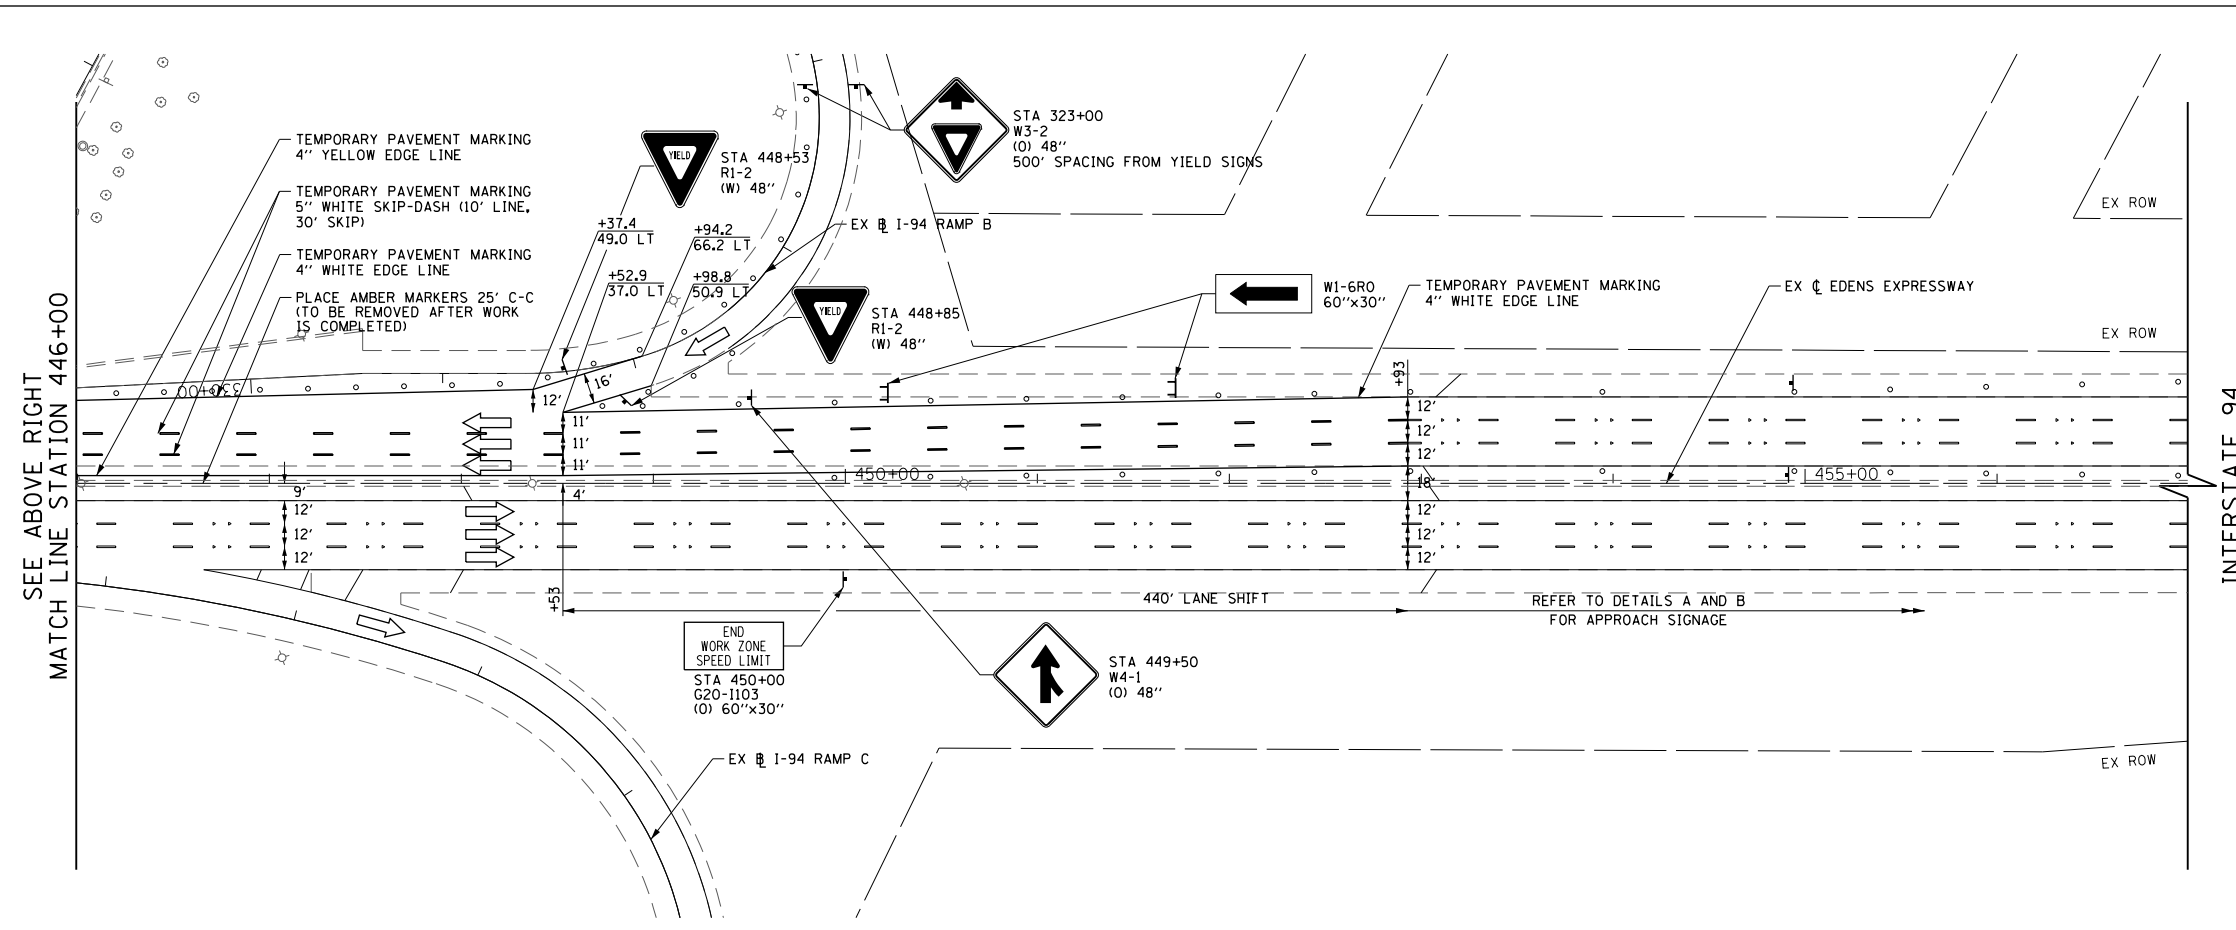 SEE ABOVE RIGHT
MATCH LINE STATION 446+00
TEMPORARY PAVEMENT MARKING
4'' YELLOW EDGE LINE
TEMPORARY PAVEMENT MARKING
5'' WHITE SKIP-DASH (10' LINE,
30' SKIP)
TEMPORARY PAVEMENT MARKING
4'' WHITE EDGE LINE
PLACE AMBER MARKERS 25' C-C
(TO BE REMOVED AFTER WORK
IS COMPLETED)
YIELD
STA 448+53
R1-2
(W) 48''
+37.4
49.0 LT
+94.2
66.2 LT
+52.9
37.0 LT
+98.8
50.9 LT
YIELD
STA 448+85
R1-2
(W) 48''
STA 323+00
W3-2
(O) 48''
500' SPACING FROM YIELD SIGNS
EX BL I-94 RAMP B
W1-6RO
60''x30''
TEMPORARY PAVEMENT MARKING
4'' WHITE EDGE LINE
EX CL EDENS EXPRESSWAY
EX ROW
EX ROW
330+00
16'
12'
11'
11'
11'
4'
9'
12'
12'
12'
+93
12'
12'
12'
18'
12'
12'
12'
450+00
455+00
+53
440' LANE SHIFT
REFER TO DETAILS A AND B
FOR APPROACH SIGNAGE
END
WORK ZONE
SPEED LIMIT
STA 450+00
G20-I103
(O) 60''x30''
STA 449+50
W4-1
(O) 48''
EX BL I-94 RAMP C
EX ROW
INTERSTATE 94